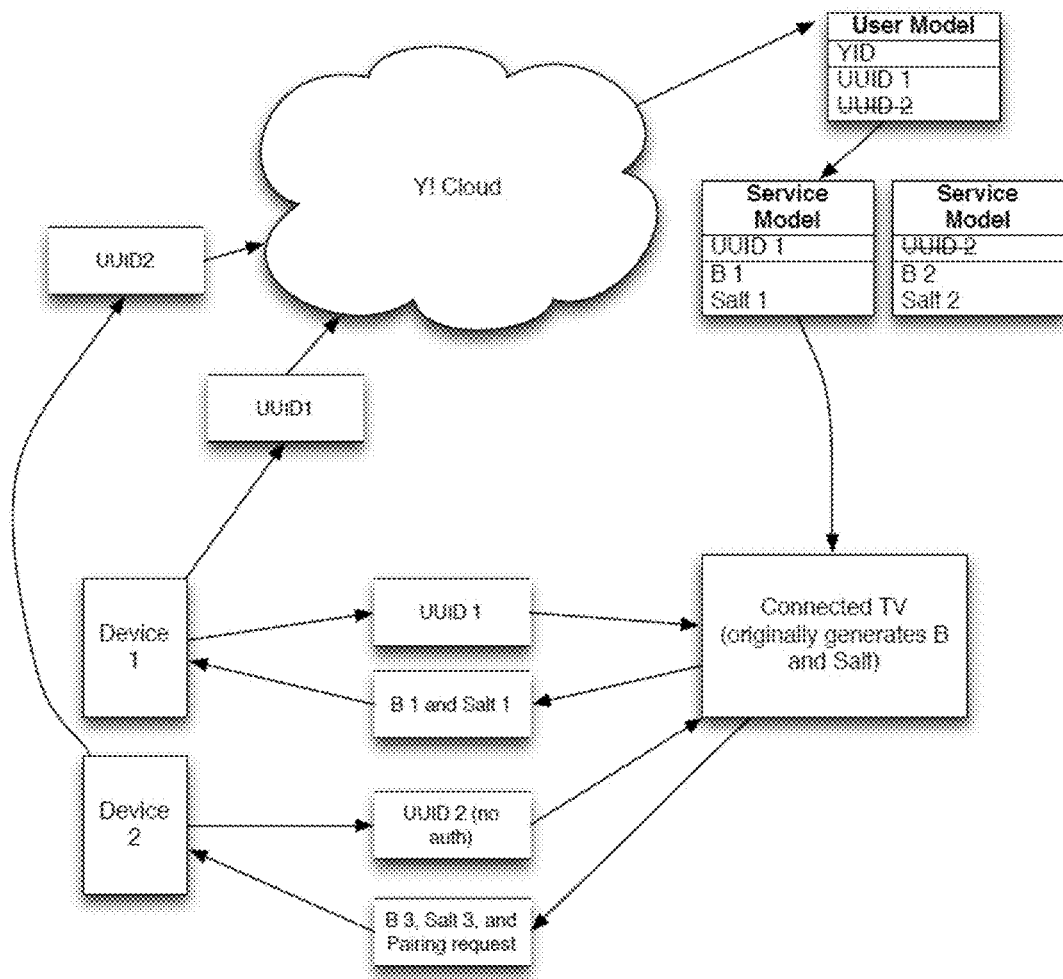 User Model
YID
UUID 1
UUID 2
Y! Cloud
Service
Model
UUID 1
B 1
Salt 1
Service
Model
UUID 2
B 2
Salt 2
UUID2
UUID1
Device
1
UUID 1
B 1 and Salt 1
Connected TV
(originally generates B
and Salt)
Device
2
UUID 2 (no
auth)
B 3, Salt 3, and
Pairing request